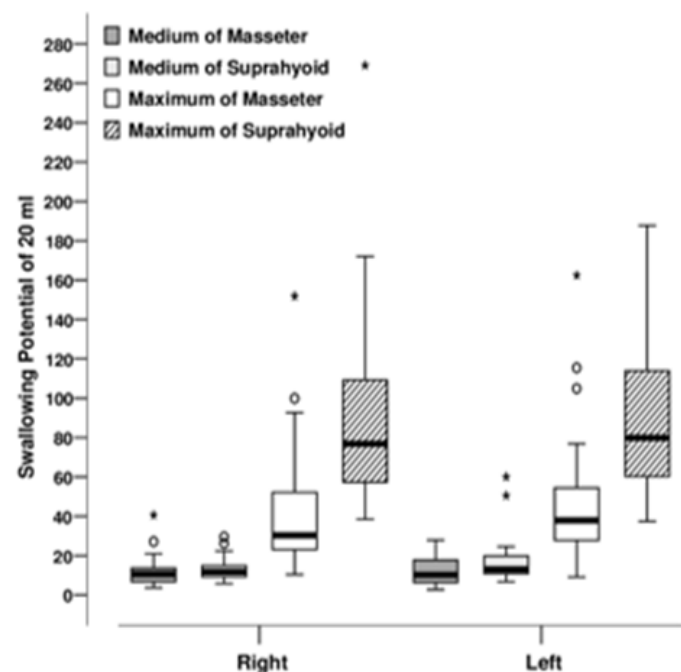 Medium of Masseter
Medium of Suprahyoid
Maximum of Masseter
Maximum of Suprahyoid
Swallowing Potential of 20 ml
280
260
240
220
200
180
160
140
120
100
80
60
40
20
0
Right
Left